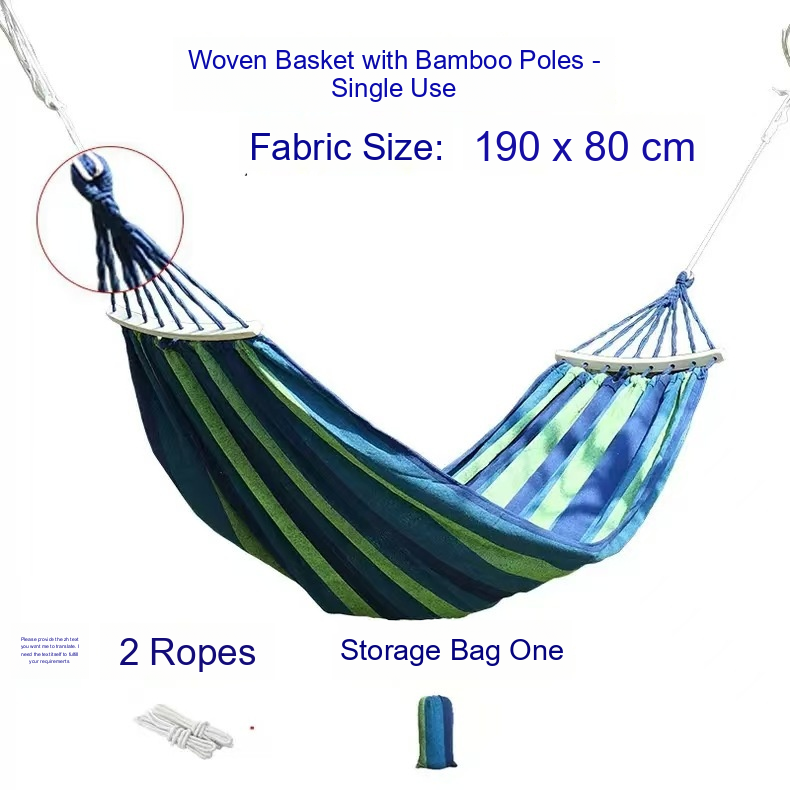 Woven Basket with Bamboo Poles -
Single Use
Fabric Size: 190 x 80 cm
Please provide the zh text
you want me to translate. I
need the text itself to fulfill
your requirements.
2 Ropes
Storage Bag One